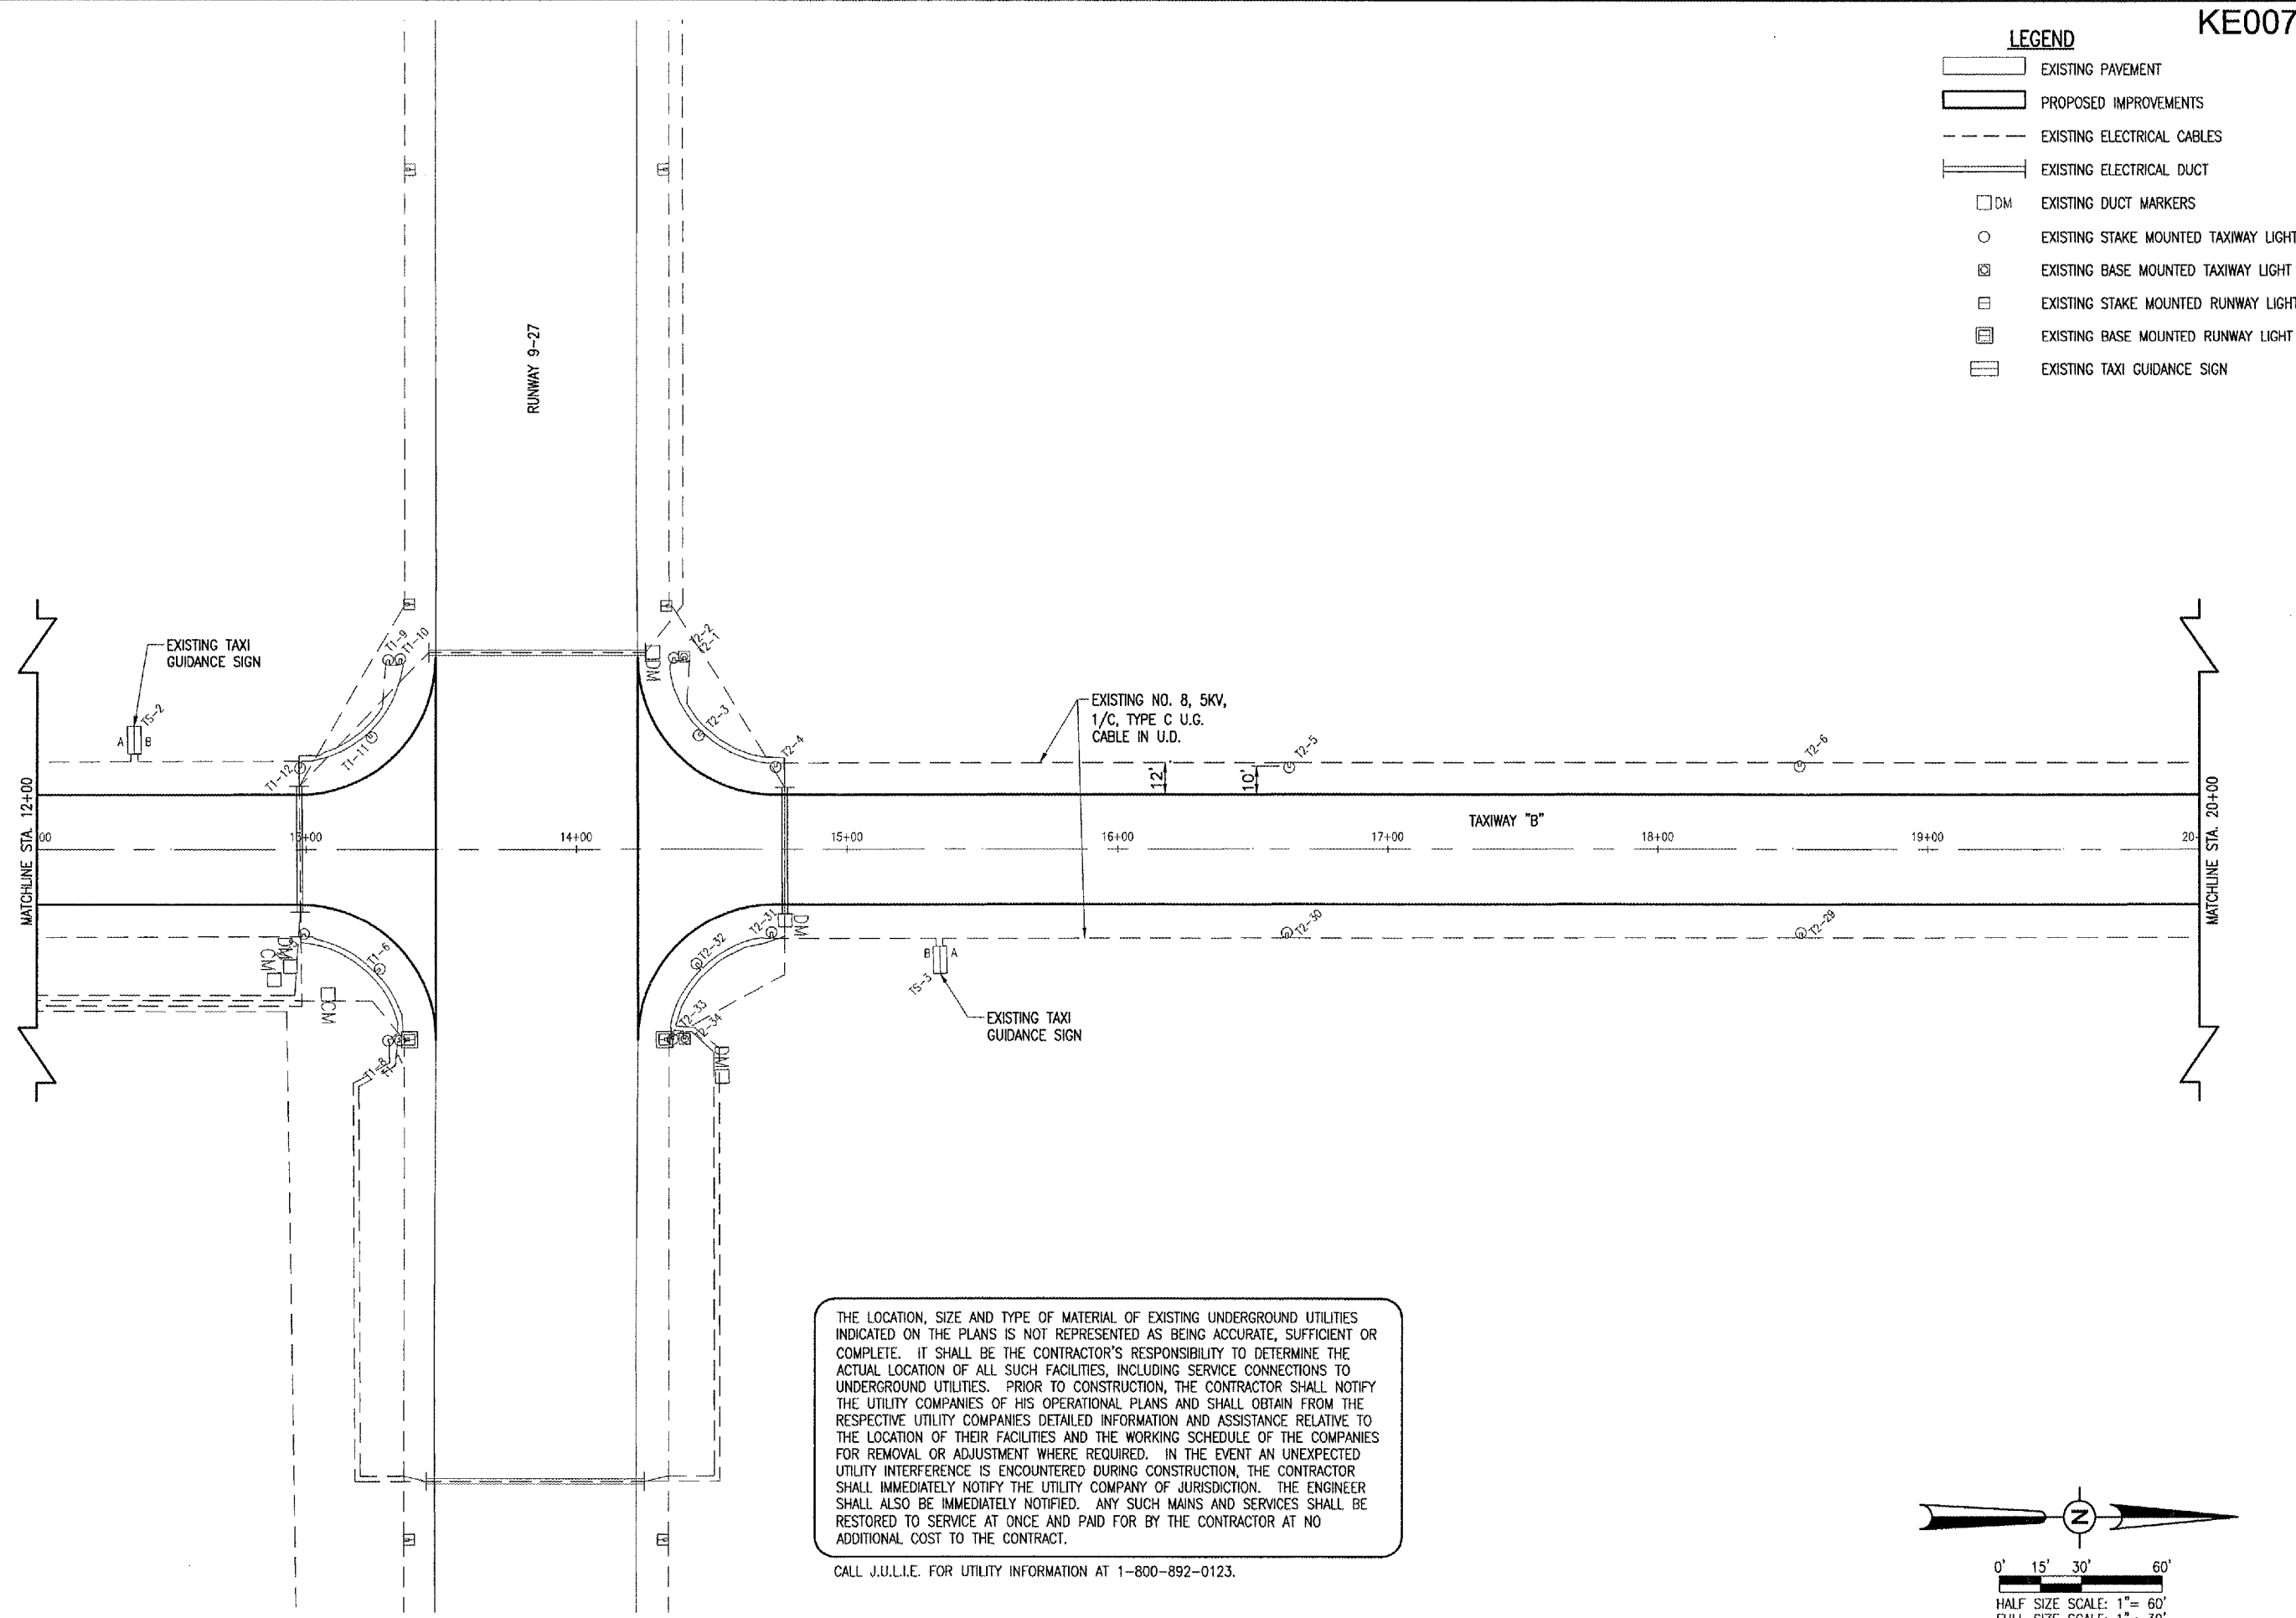 KE007
LEGEND
EXISTING PAVEMENT
PROPOSED IMPROVEMENTS
EXISTING ELECTRICAL CABLES
EXISTING ELECTRICAL DUCT
DM EXISTING DUCT MARKERS
EXISTING STAKE MOUNTED TAXIWAY LIGHT
EXISTING BASE MOUNTED TAXIWAY LIGHT
EXISTING STAKE MOUNTED RUNWAY LIGHT
EXISTING BASE MOUNTED RUNWAY LIGHT
EXISTING TAXI GUIDANCE SIGN
RUNWAY 9-27
EXISTING TAXI
GUIDANCE SIGN
TS-2
A B
T1-9
T1-10
T1-11
T1-12
T2-2
T2-1
DM
T2-3
T2-4
EXISTING NO. 8, 5KV,
1/C, TYPE C U.G.
CABLE IN U.D.
12'
10'
T2-5
T2-6
MATCHLINE STA. 12+00
00
13+00
14+00
15+00
16+00
17+00
18+00
19+00
20+
TAXIWAY "B"
MATCHLINE STA. 20+00
DM
CM
CM
T1-6
T1-8
T2-31
DM
T2-32
T2-33
T2-34
DM
T2-30
T2-29
B A
TS-3
EXISTING TAXI
GUIDANCE SIGN
THE LOCATION, SIZE AND TYPE OF MATERIAL OF EXISTING UNDERGROUND UTILITIES
INDICATED ON THE PLANS IS NOT REPRESENTED AS BEING ACCURATE, SUFFICIENT OR
COMPLETE. IT SHALL BE THE CONTRACTOR'S RESPONSIBILITY TO DETERMINE THE
ACTUAL LOCATION OF ALL SUCH FACILITIES, INCLUDING SERVICE CONNECTIONS TO
UNDERGROUND UTILITIES. PRIOR TO CONSTRUCTION, THE CONTRACTOR SHALL NOTIFY
THE UTILITY COMPANIES OF HIS OPERATIONAL PLANS AND SHALL OBTAIN FROM THE
RESPECTIVE UTILITY COMPANIES DETAILED INFORMATION AND ASSISTANCE RELATIVE TO
THE LOCATION OF THEIR FACILITIES AND THE WORKING SCHEDULE OF THE COMPANIES
FOR REMOVAL OR ADJUSTMENT WHERE REQUIRED. IN THE EVENT AN UNEXPECTED
UTILITY INTERFERENCE IS ENCOUNTERED DURING CONSTRUCTION, THE CONTRACTOR
SHALL IMMEDIATELY NOTIFY THE UTILITY COMPANY OF JURISDICTION. THE ENGINEER
SHALL ALSO BE IMMEDIATELY NOTIFIED. ANY SUCH MAINS AND SERVICES SHALL BE
RESTORED TO SERVICE AT ONCE AND PAID FOR BY THE CONTRACTOR AT NO
ADDITIONAL COST TO THE CONTRACT.
CALL J.U.L.I.E. FOR UTILITY INFORMATION AT 1-800-892-0123.
N
0' 15' 30' 60'
HALF SIZE SCALE: 1"= 60'
FULL SIZE SCALE: 1"= 30'